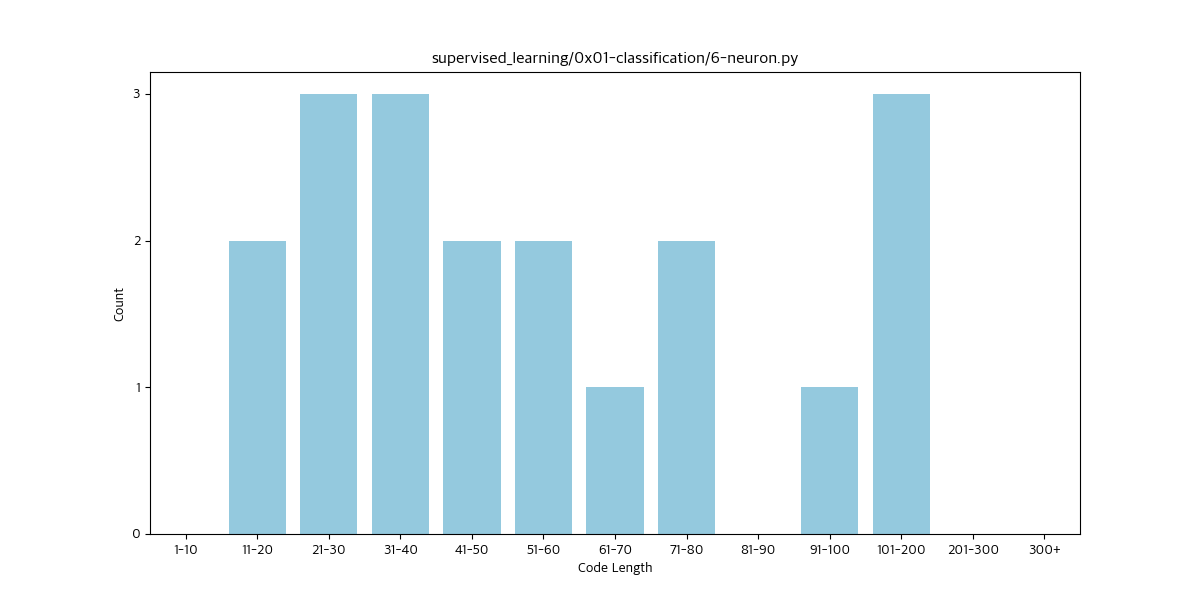 supervised_learning/0x01-classification/6-neuron.py
Count
3
2
1
0
1-10 11-20 21-30 31-40 41-50 51-60 61-70 71-80 81-90 91-100 101-200 201-300 300+
Code Length